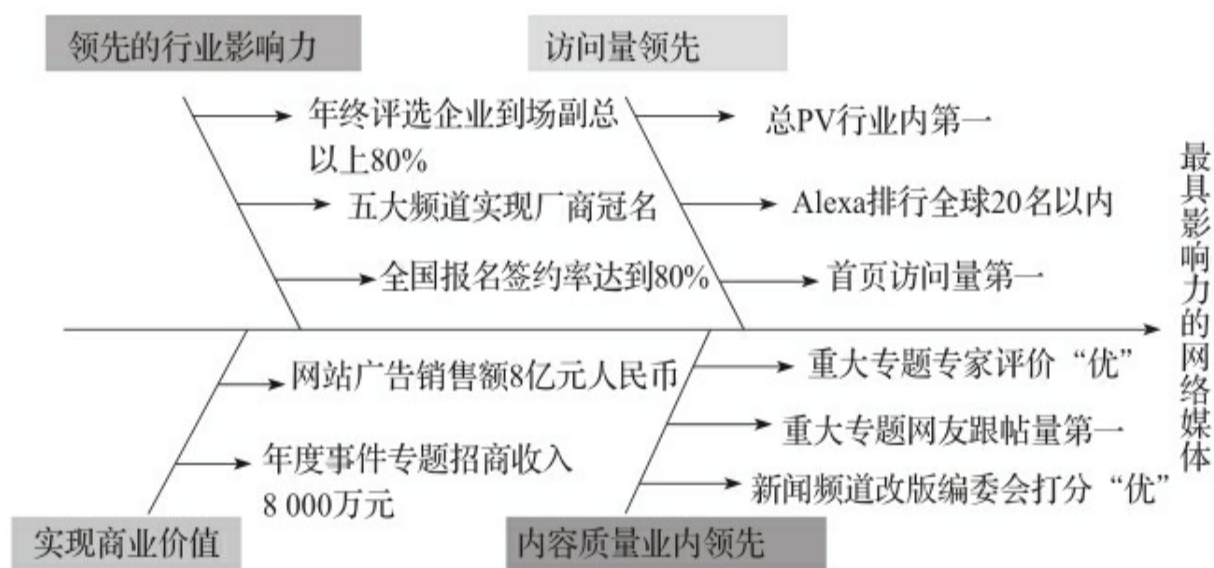 领先的行业影响力
访问量领先
年终评选企业到场副总
以上80%
五大频道实现厂商冠名
全国报名签约率达到80%
总PV行业内第一
Alexa排行全球20名以内
首页访问量第一
网站广告销售额8亿元人民币
年度事件专题招商收入
8 000万元
重大专题专家评价“优”
重大专题网友跟帖量第一
新闻频道改版编委会打分“优”
实现商业价值
内容质量业内领先
最具影响力的网络媒体